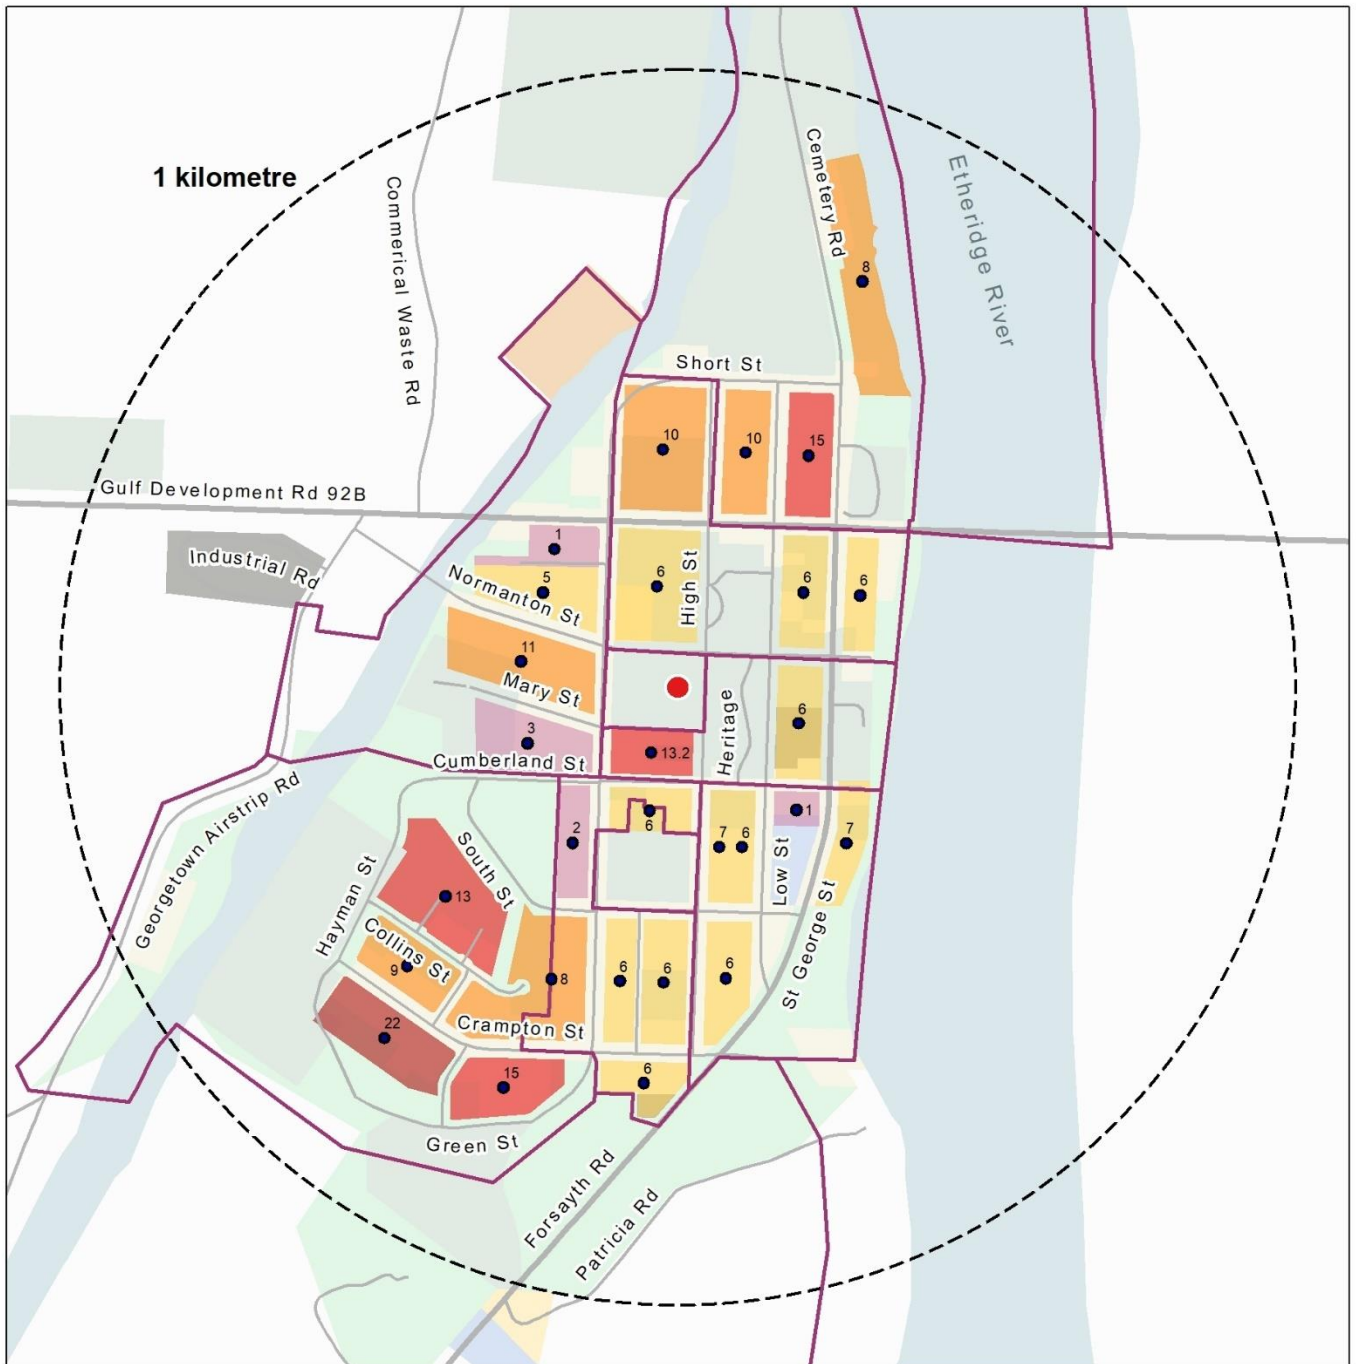 1 kilometre
Commerical Waste Rd
Cemetery Rd
Etheridge River
8
Short St
10
10
15
Gulf Development Rd 92B
Industrial Rd
1
5
Normanton St
6
High St
6
6
11
Mary St
3
Cumberland St
13.2
Heritage
6
Georgetown Airstrip Rd
2
6
7
6
1
Low St
7
Hayman St
South St
13
Collins St
9
8
6
6
6
St George St
22
Crampton St
15
6
Green St
Forsayth Rd
Patricia Rd